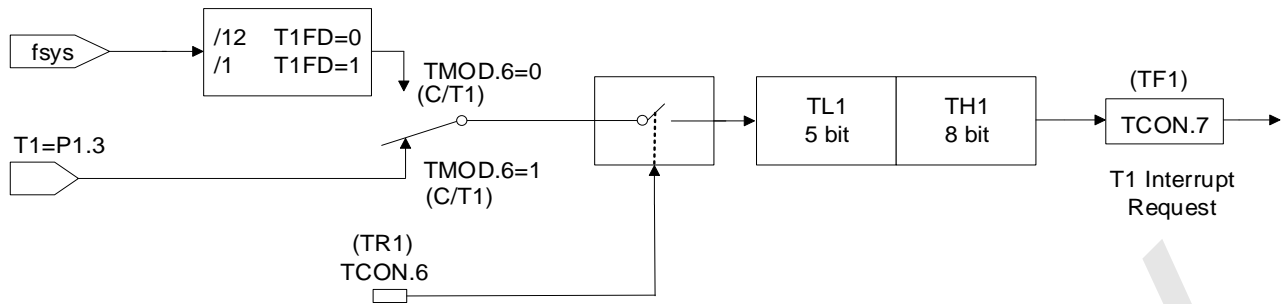 fsys
/12 T1FD=0
/1 T1FD=1
TMOD.6=0
(C/T1)
T1=P1.3
TMOD.6=1
(C/T1)
(TR1)
TCON.6
TL1
5 bit
TH1
8 bit
(TF1)
TCON.7
T1 Interrupt
Request